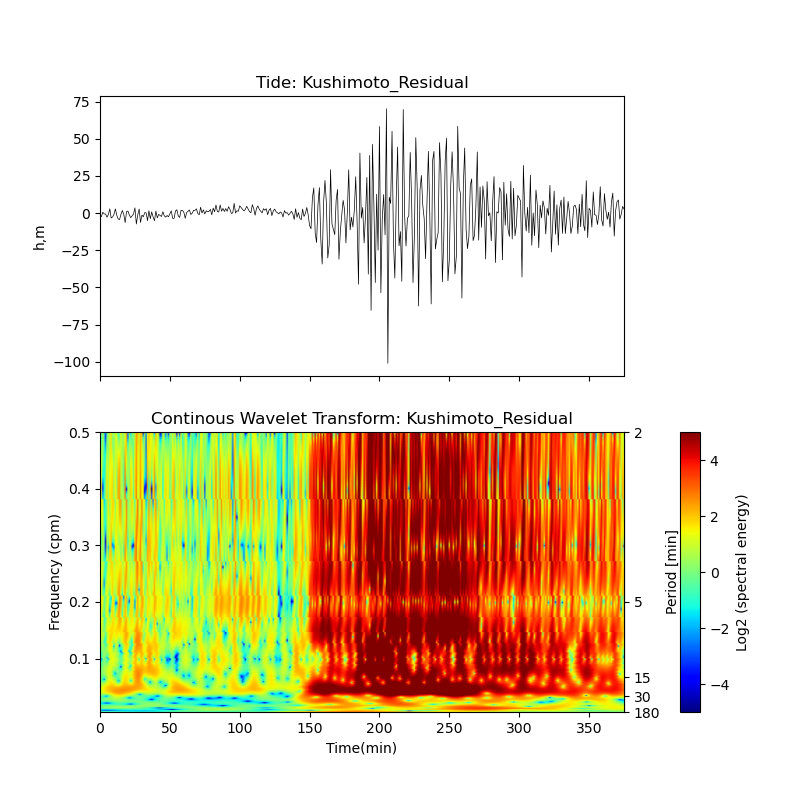 Tide: Kushimoto_Residual
75
50
25
0
−25
−50
−75
−100
h,m
Continous Wavelet Transform: Kushimoto_Residual
0.5
0.4
0.3
0.2
0.1
Frequency (cpm)
2
5
15
30
180
Period [min]
0 50 100 150 200 250 300 350
Time(min)
4
2
0
−2
−4
Log2 (spectral energy)